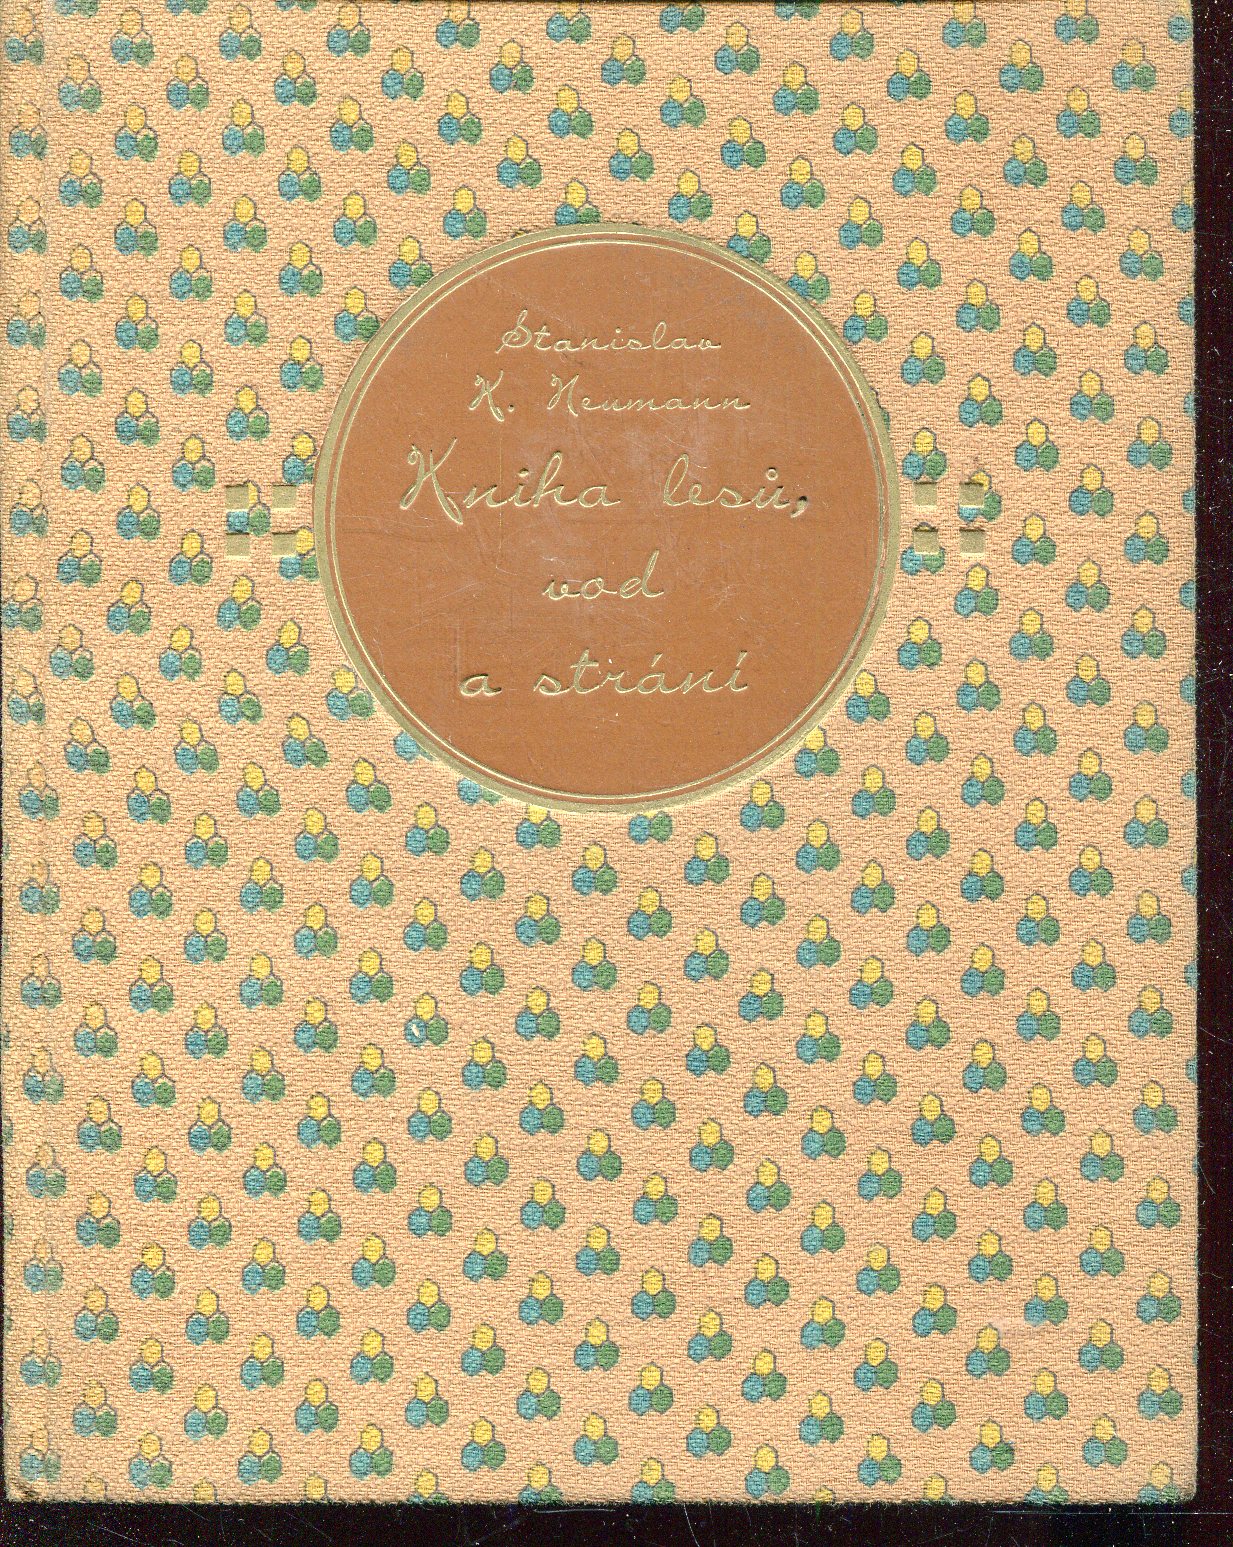 Stanislav
K. Neumann
Kniha lesů,
vod
a strání